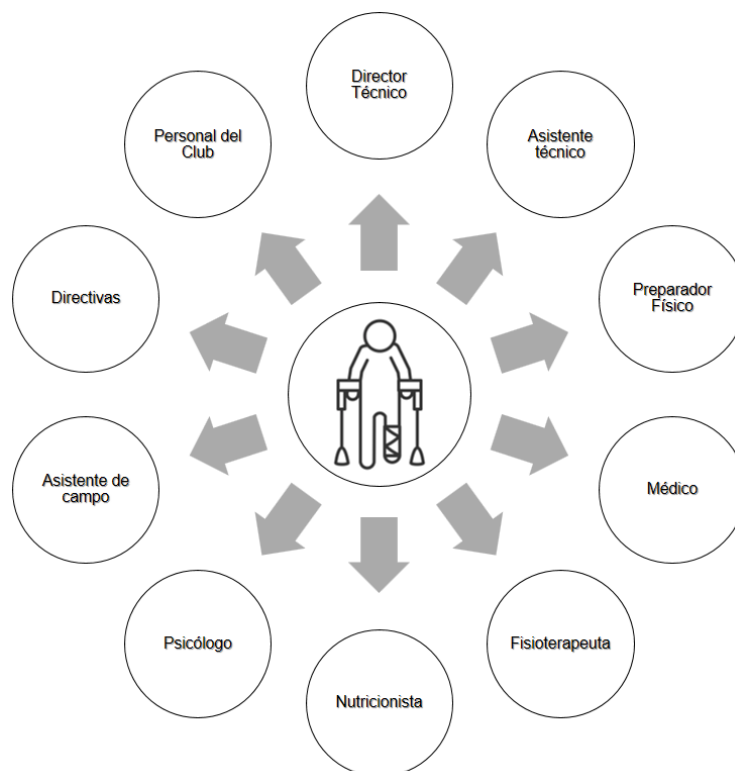 Director
Técnico
Asistente
técnico
Preparador
Físico
Médico
Fisioterapeuta
Nutricionista
Psicólogo
Asistente de
campo
Directivas
Personal del
Club